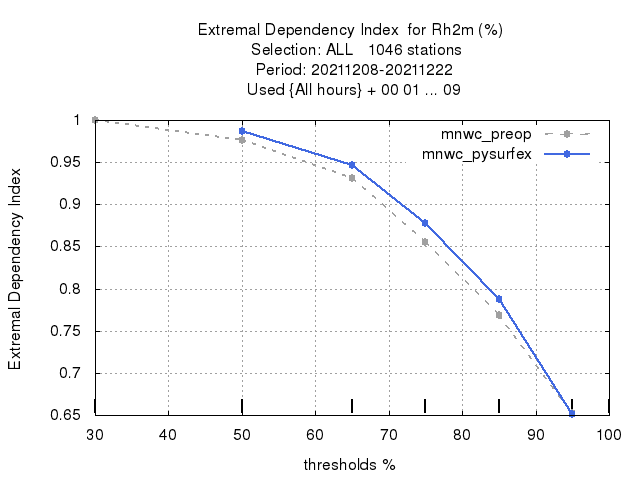 Extremal Dependency Index  for Rh2m (%)
Selection: ALL   1046 stations
Period: 20211208-20211222
Used {All hours} + 00 01 ... 09
mnwc_preop
mnwc_pysurfex
Extremal Dependency Index
1
0.95
0.9
0.85
0.8
0.75
0.7
0.65
30 40 50 60 70 80 90 100
thresholds %